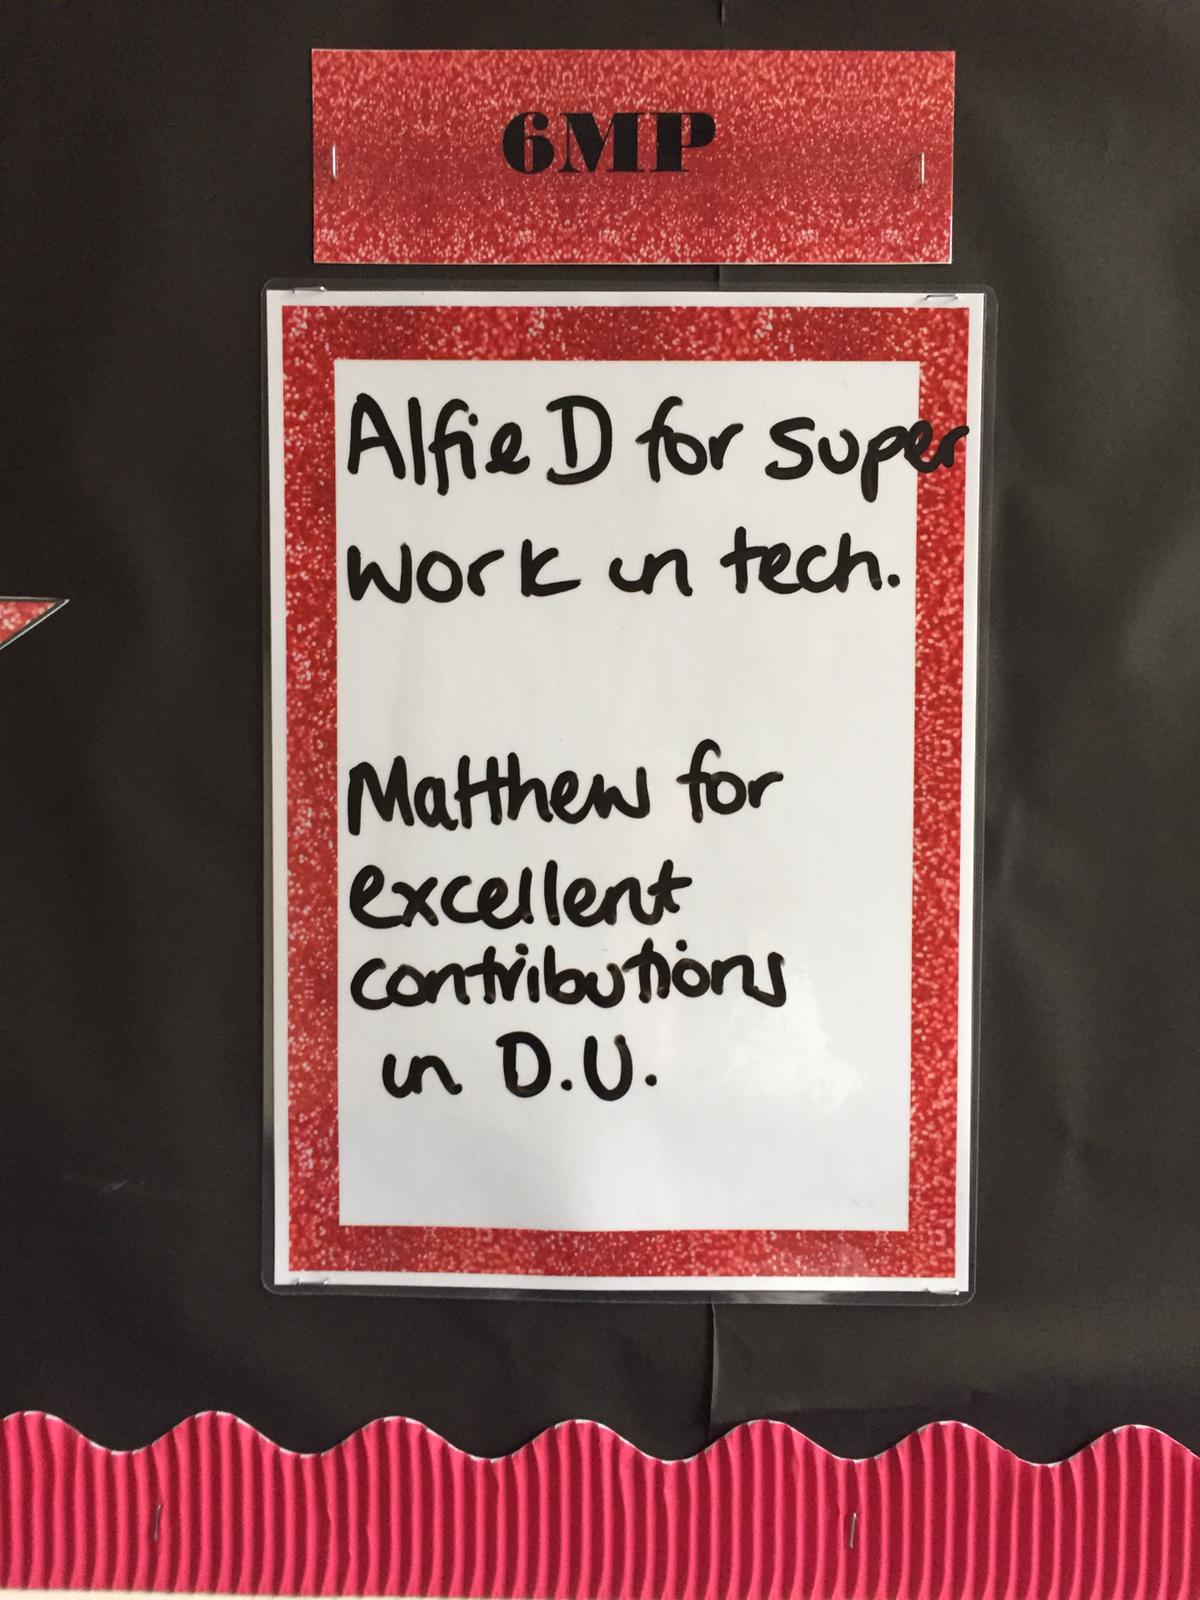 6MP
Alfie D for super
work in tech.
Matthew for
excellent
contributions
in D.U.